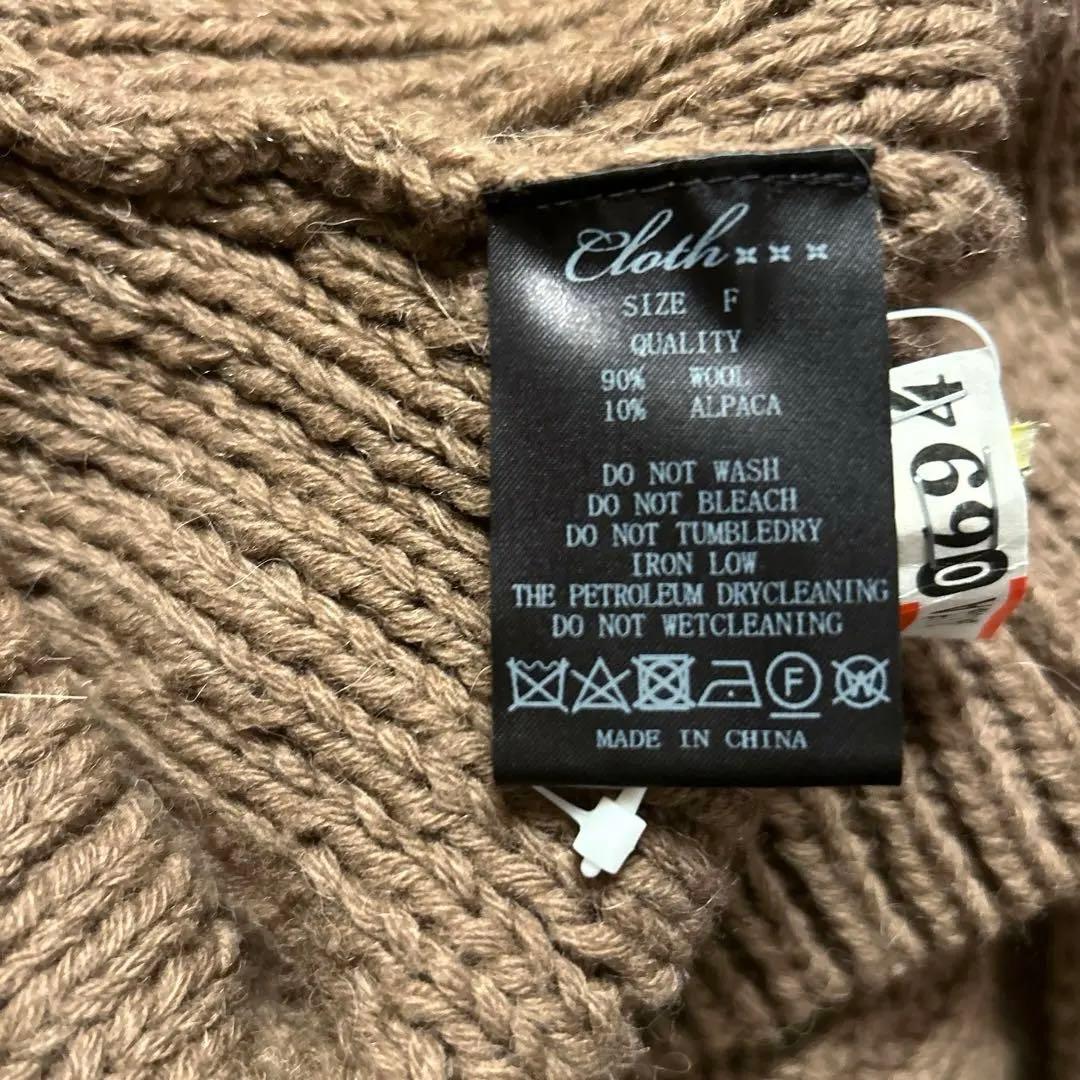 Cloth×××
SIZE F
QUALITY
90% WOOL
10% ALPACA
DO NOT WASH
DO NOT BLEACH
DO NOT TUMBLEDRY
IRON LOW
THE PETROLEUM DRYCLEANING
DO NOT WETCLEANING
F W
MADE IN CHINA
690